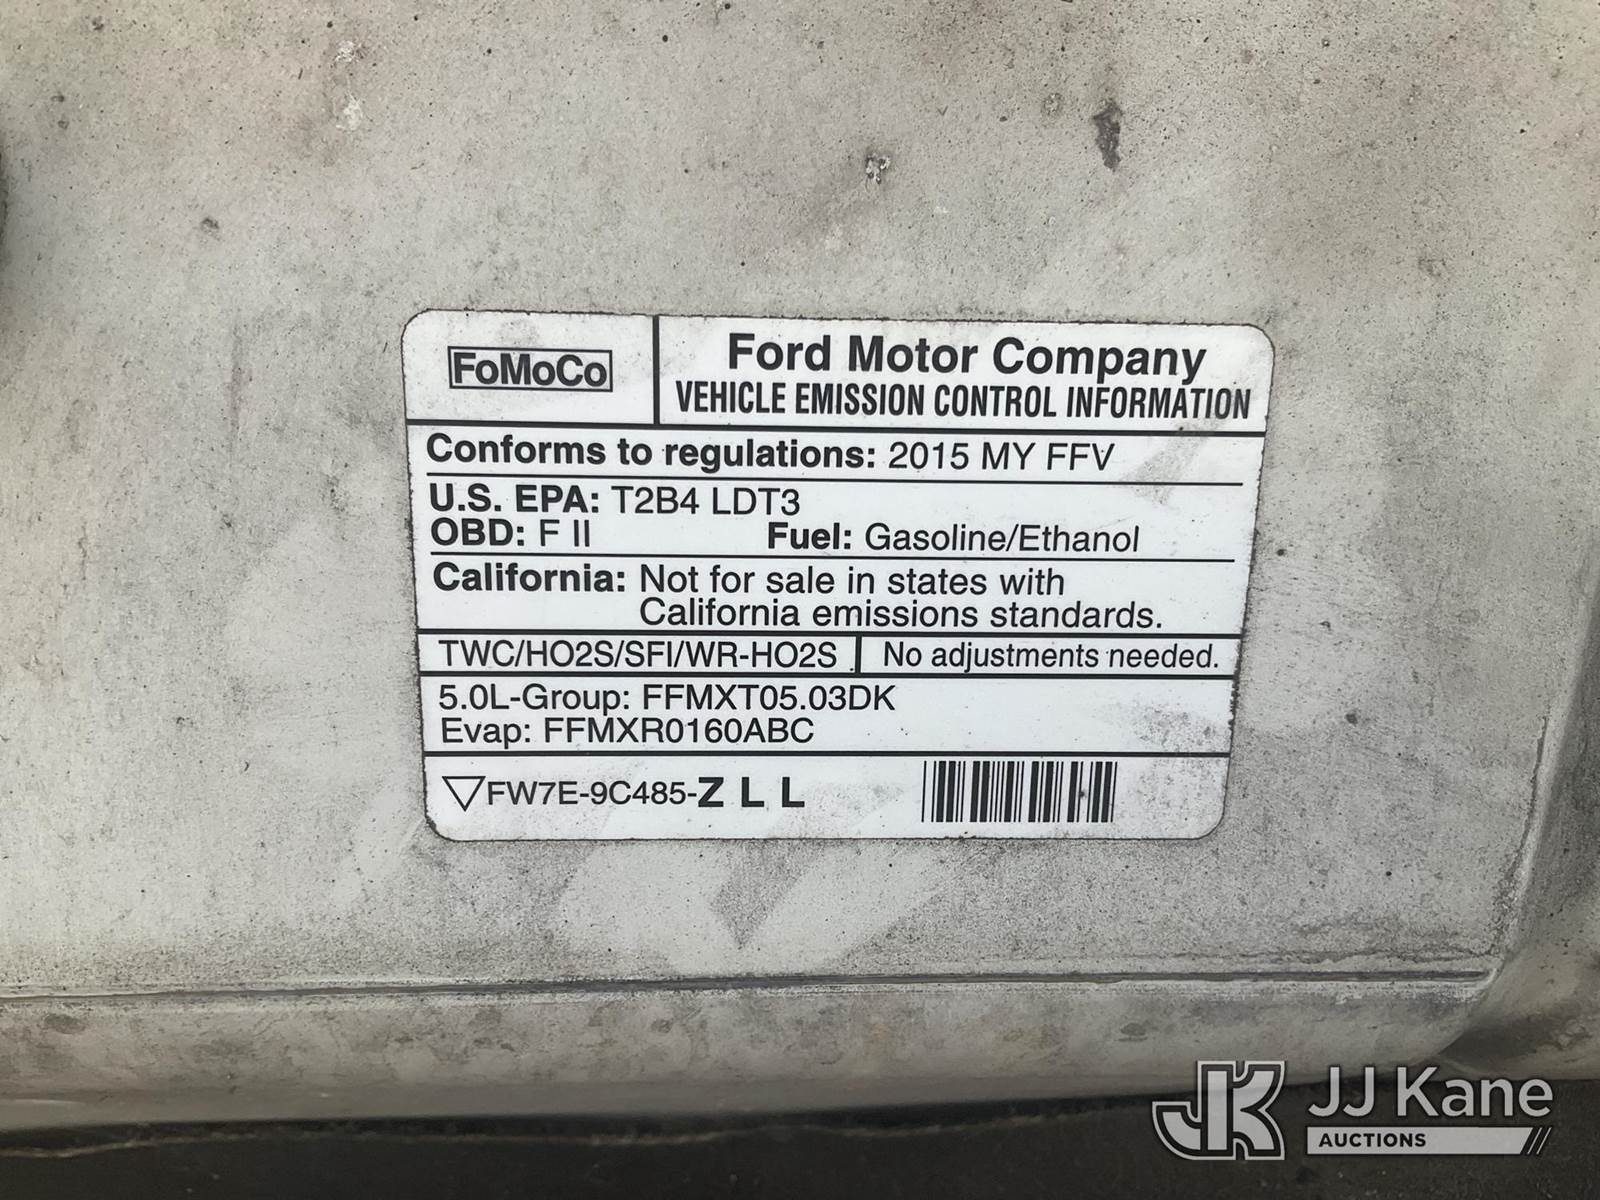 FoMoCo
Ford Motor Company
VEHICLE EMISSION CONTROL INFORMATION
Conforms to regulations: 2015 MY FFV
U.S. EPA: T2B4 LDT3
OBD: F II Fuel: Gasoline/Ethanol
California: Not for sale in states with
California emissions standards.
TWC/HO2S/SFI/WR-HO2S No adjustments needed.
5.0L-Group: FFMXT05.03DK
Evap: FFMXR0160ABC
FW7E-9C485-Z L L
JK JJ Kane
AUCTIONS